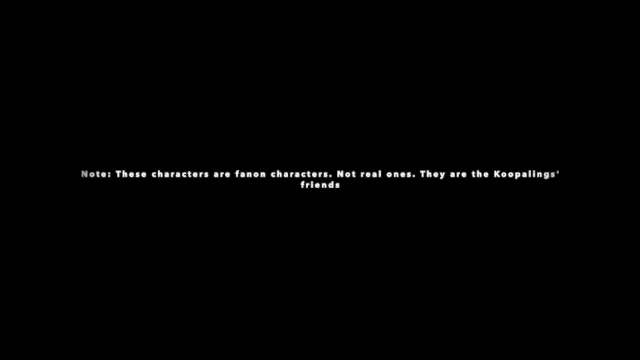 Note: These characters are fanon characters. Not real ones. They are the Koopalings'
friends